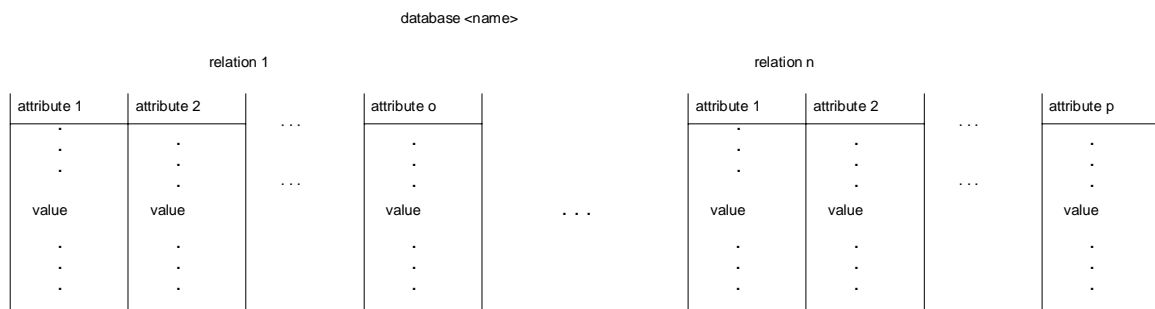 database <name>
relation 1 relation n
attribute 1 attribute 2 ... attribute o attribute 1 attribute 2 ... attribute p
... ...
value value value ... value value value